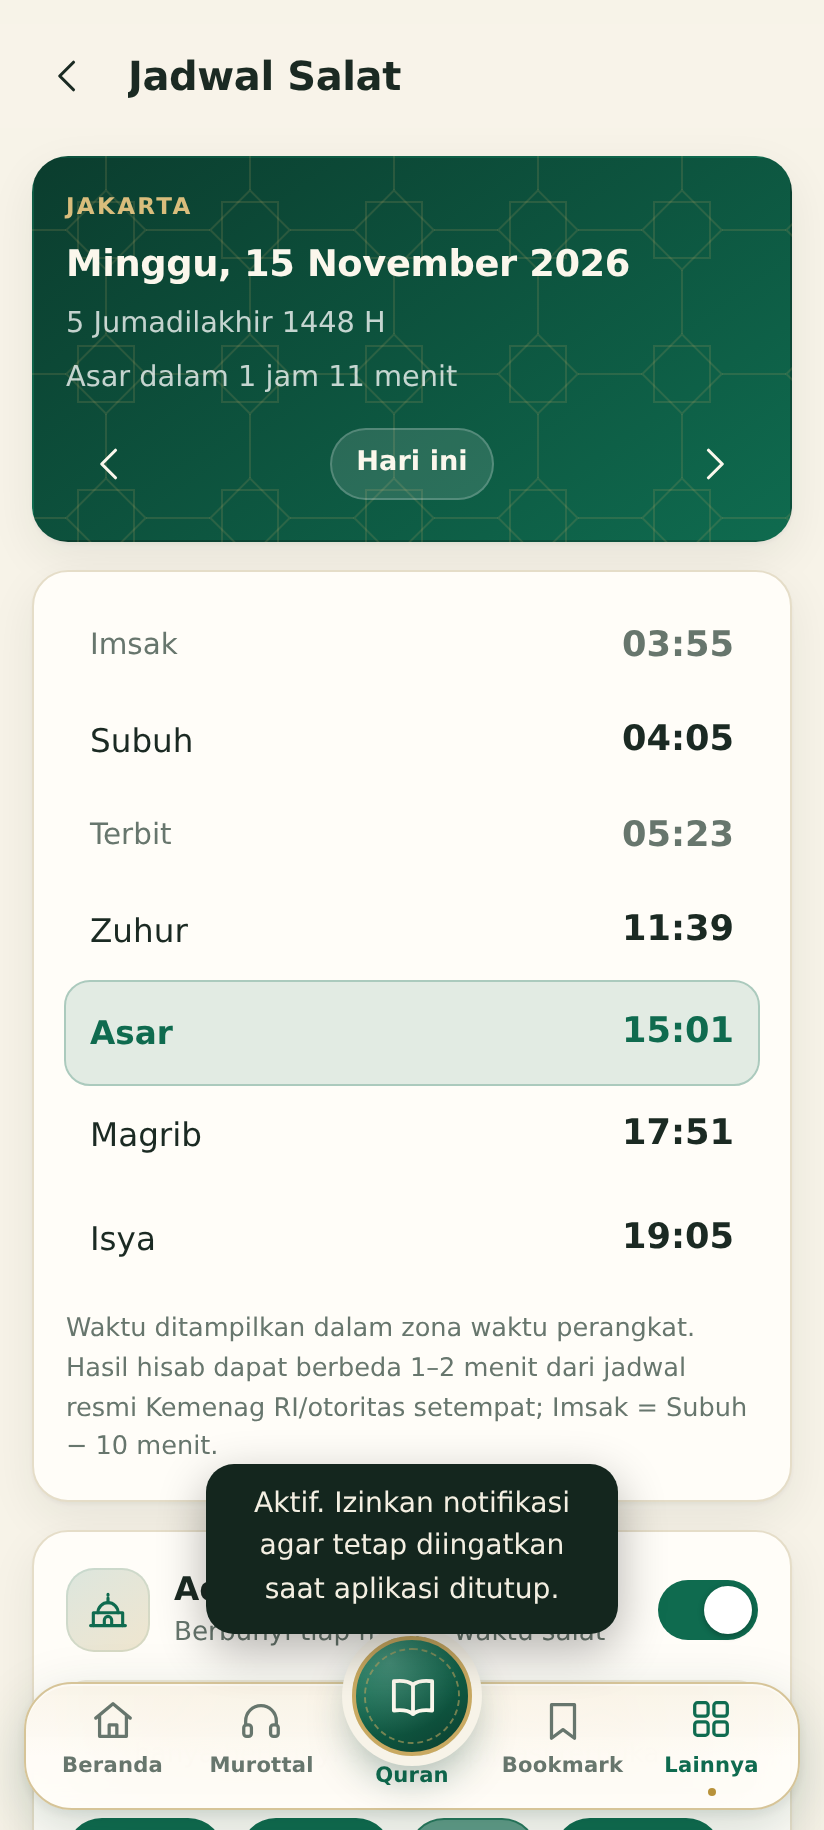 Jadwal Salat
JAKARTA
Minggu, 15 November 2026
5 Jumadilakhir 1448 H
Asar dalam 1 jam 11 menit
Hari ini
Imsak 03:55
Subuh 04:05
Terbit 05:23
Zuhur 11:39
Asar 15:01
Magrib 17:51
Isya 19:05
Waktu ditampilkan dalam zona waktu perangkat.
Hasil hisab dapat berbeda 1–2 menit dari jadwal
resmi Kemenag RI/otoritas setempat; Imsak = Subuh
− 10 menit.
Aktif. Izinkan notifikasi
agar tetap diingatkan
saat aplikasi ditutup.
Berbunyi tiap waktu salat
Beranda
Murottal
Quran
Bookmark
Lainnya